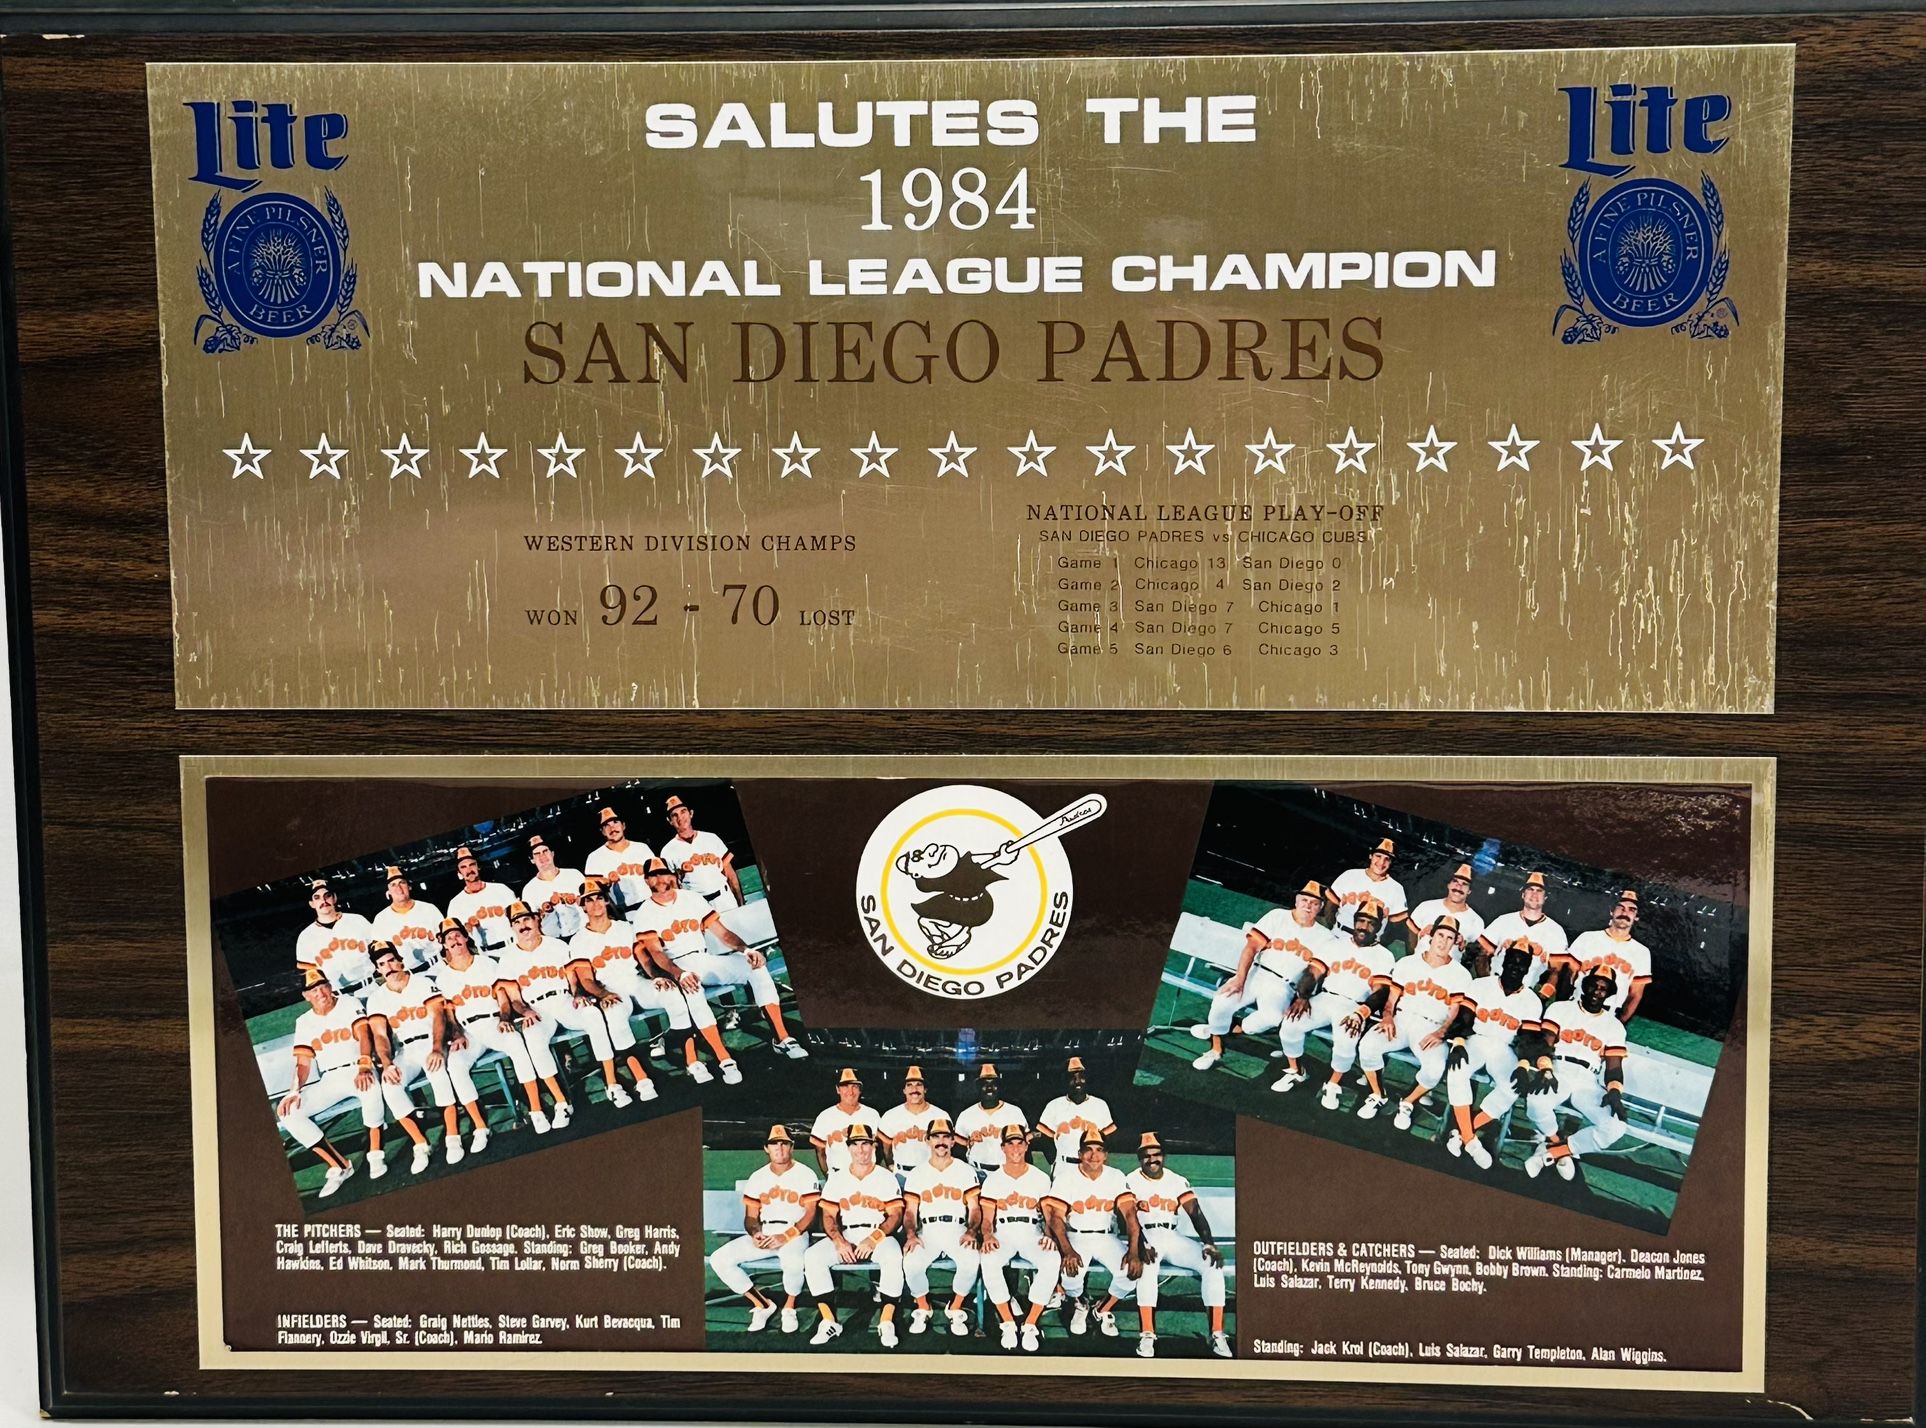 Lite
A FINE PILSNER
BEER
SALUTES THE
1984
NATIONAL LEAGUE CHAMPION
SAN DIEGO PADRES
Lite
A FINE PILSNER
BEER
WESTERN DIVISION CHAMPS
WON 92 - 70 LOST
NATIONAL LEAGUE PLAY-OFF
SAN DIEGO PADRES vs CHICAGO CUBS
Game 1 Chicago 13 San Diego 0
Game 2 Chicago 4 San Diego 2
Game 3 San Diego 7 Chicago 1
Game 4 San Diego 7 Chicago 5
Game 5 San Diego 6 Chicago 3
Padres
SAN DIEGO PADRES
THE PITCHERS — Seated: Harry Dunlop (Coach), Eric Show, Greg Harris,
Craig Lefferts, Dave Dravecky, Rich Gossage. Standing: Greg Booker, Andy
Hawkins, Ed Whitson, Mark Thurmond, Tim Lollar, Norm Sherry (Coach).
INFIELDERS — Seated: Graig Nettles, Steve Garvey, Kurt Bevacqua, Tim
Flannery, Ozzie Virgil, Sr. (Coach), Mario Ramirez.
OUTFIELDERS & CATCHERS — Seated: Dick Williams (Manager), Deacon Jones
(Coach), Kevin McReynolds, Tony Gwynn, Bobby Brown. Standing: Carmelo Martinez,
Luis Salazar, Terry Kennedy, Bruce Bochy.
Standing: Jack Krol (Coach), Luis Salazar, Garry Templeton, Alan Wiggins.